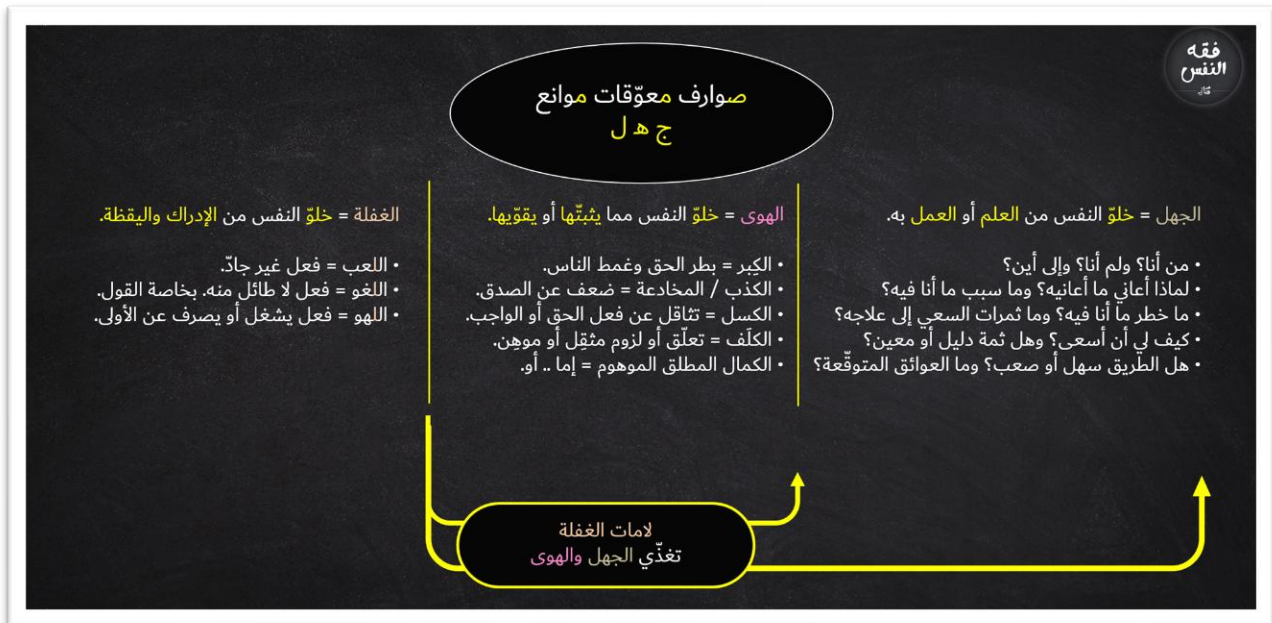 فقه
النفس
صوارف معوّقات موانع
ج ه ل
الجهل = خلوّ النفس من العلم أو العمل به.
• من أنا؟ ولم أنا؟ وإلى أين؟
• لماذا أعاني ما أعانيه؟ وما سبب ما أنا فيه؟
• ما خطر ما أنا فيه؟ وما ثمرات السعي إلى علاجه؟
• كيف لي أن أسعى؟ وهل ثمة دليل أو معين؟
• هل الطريق سهل أو صعب؟ وما العوائق المتوقّعة؟
الهوى = خلوّ النفس مما يثبتّها أو يقوّيها.
• الكِبر = بطر الحق وغمط الناس.
• الكذب / المخادعة = ضعف عن الصدق.
• الكسل = تثاقل عن فعل الحق أو الواجب.
• الكلَف = تعلّق أو لزوم مثقِل أو موهِن.
• الكمال المطلق الموهوم = إما .. أو.
الغفلة = خلوّ النفس من الإدراك واليقظة.
• اللعب = فعل غير جادّ.
• اللغو = فعل لا طائل منه. بخاصة القول.
• اللهو = فعل يشغل أو يصرف عن الأولى.
لامات الغفلة
تغذّي الجهل والهوى